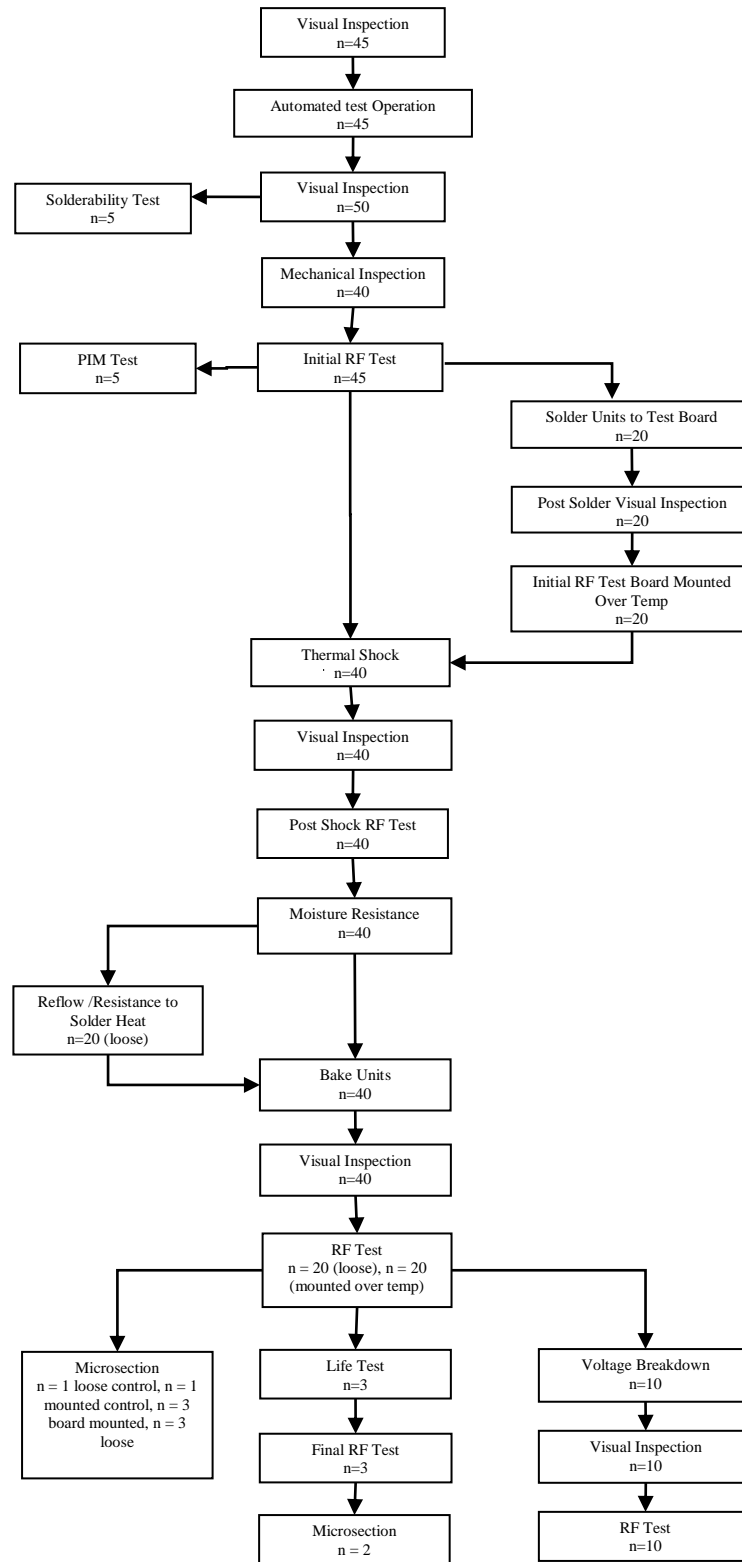 Visual Inspection
n=45
Automated test Operation
n=45
Visual Inspection
n=50
Solderability Test
n=5
Mechanical Inspection
n=40
Initial RF Test
n=45
PIM Test
n=5
Solder Units to Test Board
n=20
Post Solder Visual Inspection
n=20
Initial RF Test Board Mounted
Over Temp
n=20
Thermal Shock
n=40
Visual Inspection
n=40
Post Shock RF Test
n=40
Moisture Resistance
n=40
Reflow /Resistance to
Solder Heat
n=20 (loose)
Bake Units
n=40
Visual Inspection
n=40
RF Test
n = 20 (loose), n = 20
(mounted over temp)
Microsection
n = 1 loose control, n = 1
mounted control, n = 3
board mounted, n = 3
loose
Life Test
n=3
Final RF Test
n=3
Microsection
n = 2
Voltage Breakdown
n=10
Visual Inspection
n=10
RF Test
n=10